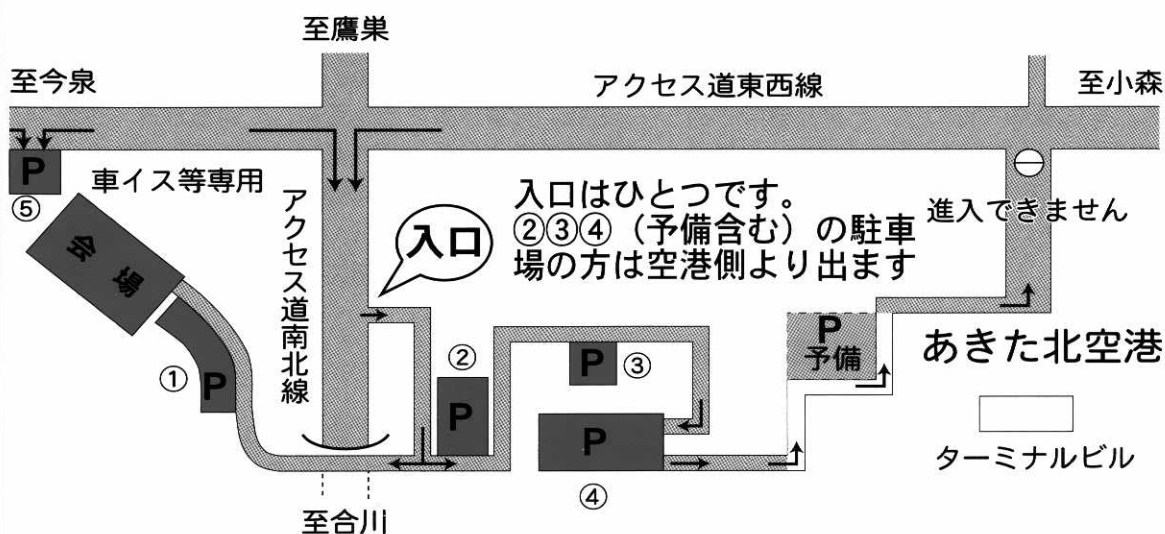 至鷹巣
至今泉
アクセス道東西線
至小森
P
車イス等専用
⑤
会場
アクセス道南北線
入口
入口はひとつです。
②③④（予備含む）の駐車
場の方は空港側より出ます
進入できません
①
P
②
P
P
③
P
④
P
予備
あきた北空港
ターミナルビル
至合川